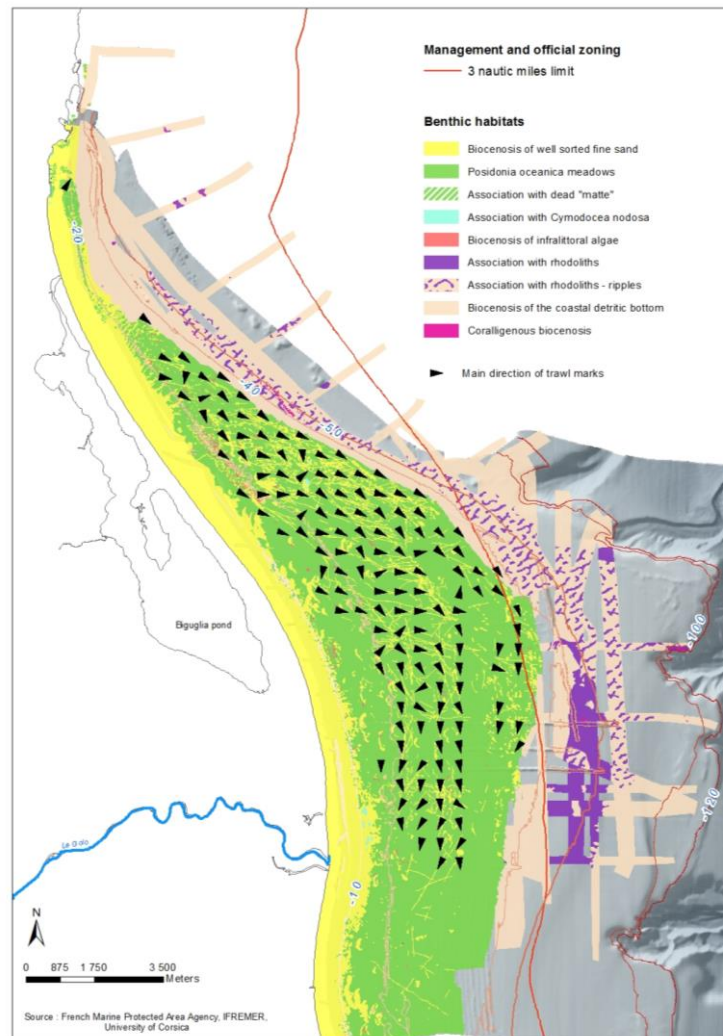 Management and official zoning
3 nautic miles limit
Benthic habitats
Biocenosis of well sorted fine sand
Posidonia oceanica meadows
Association with dead "matte"
Association with Cymodocea nodosa
Biocenosis of infralittoral algae
Association with rhodoliths
Association with rhodoliths - ripples
Biocenosis of the coastal detritic bottom
Coralligenous biocenosis
Main direction of trawl marks
-20
-40
-50
-100
Biguglia pond
-120
Le Golo
-10
N
0 875 1 750 3 500
Meters
Source : French Marine Protected Area Agency, IFREMER,
University of Corsica